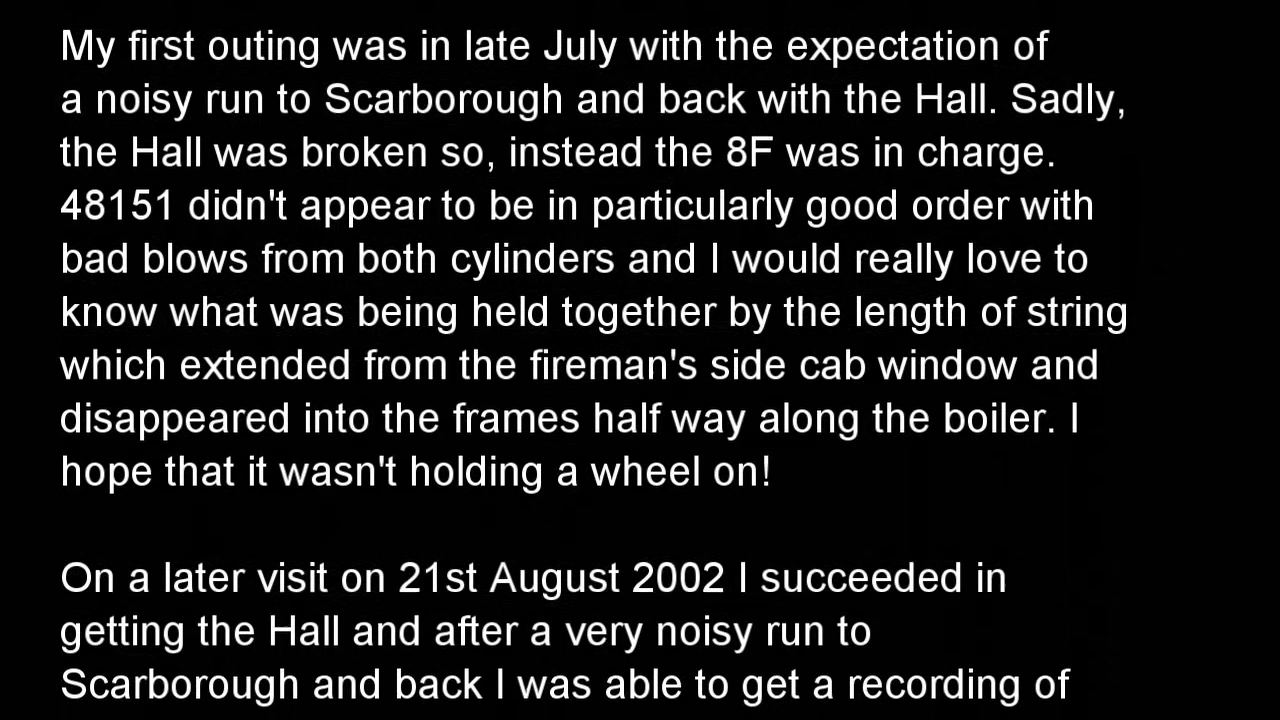 My first outing was in late July with the expectation of
a noisy run to Scarborough and back with the Hall. Sadly,
the Hall was broken so, instead the 8F was in charge.
48151 didn't appear to be in particularly good order with
bad blows from both cylinders and I would really love to
know what was being held together by the length of string
which extended from the fireman's side cab window and
disappeared into the frames half way along the boiler. I
hope that it wasn't holding a wheel on!

On a later visit on 21st August 2002 I succeeded in
getting the Hall and after a very noisy run to
Scarborough and back I was able to get a recording of